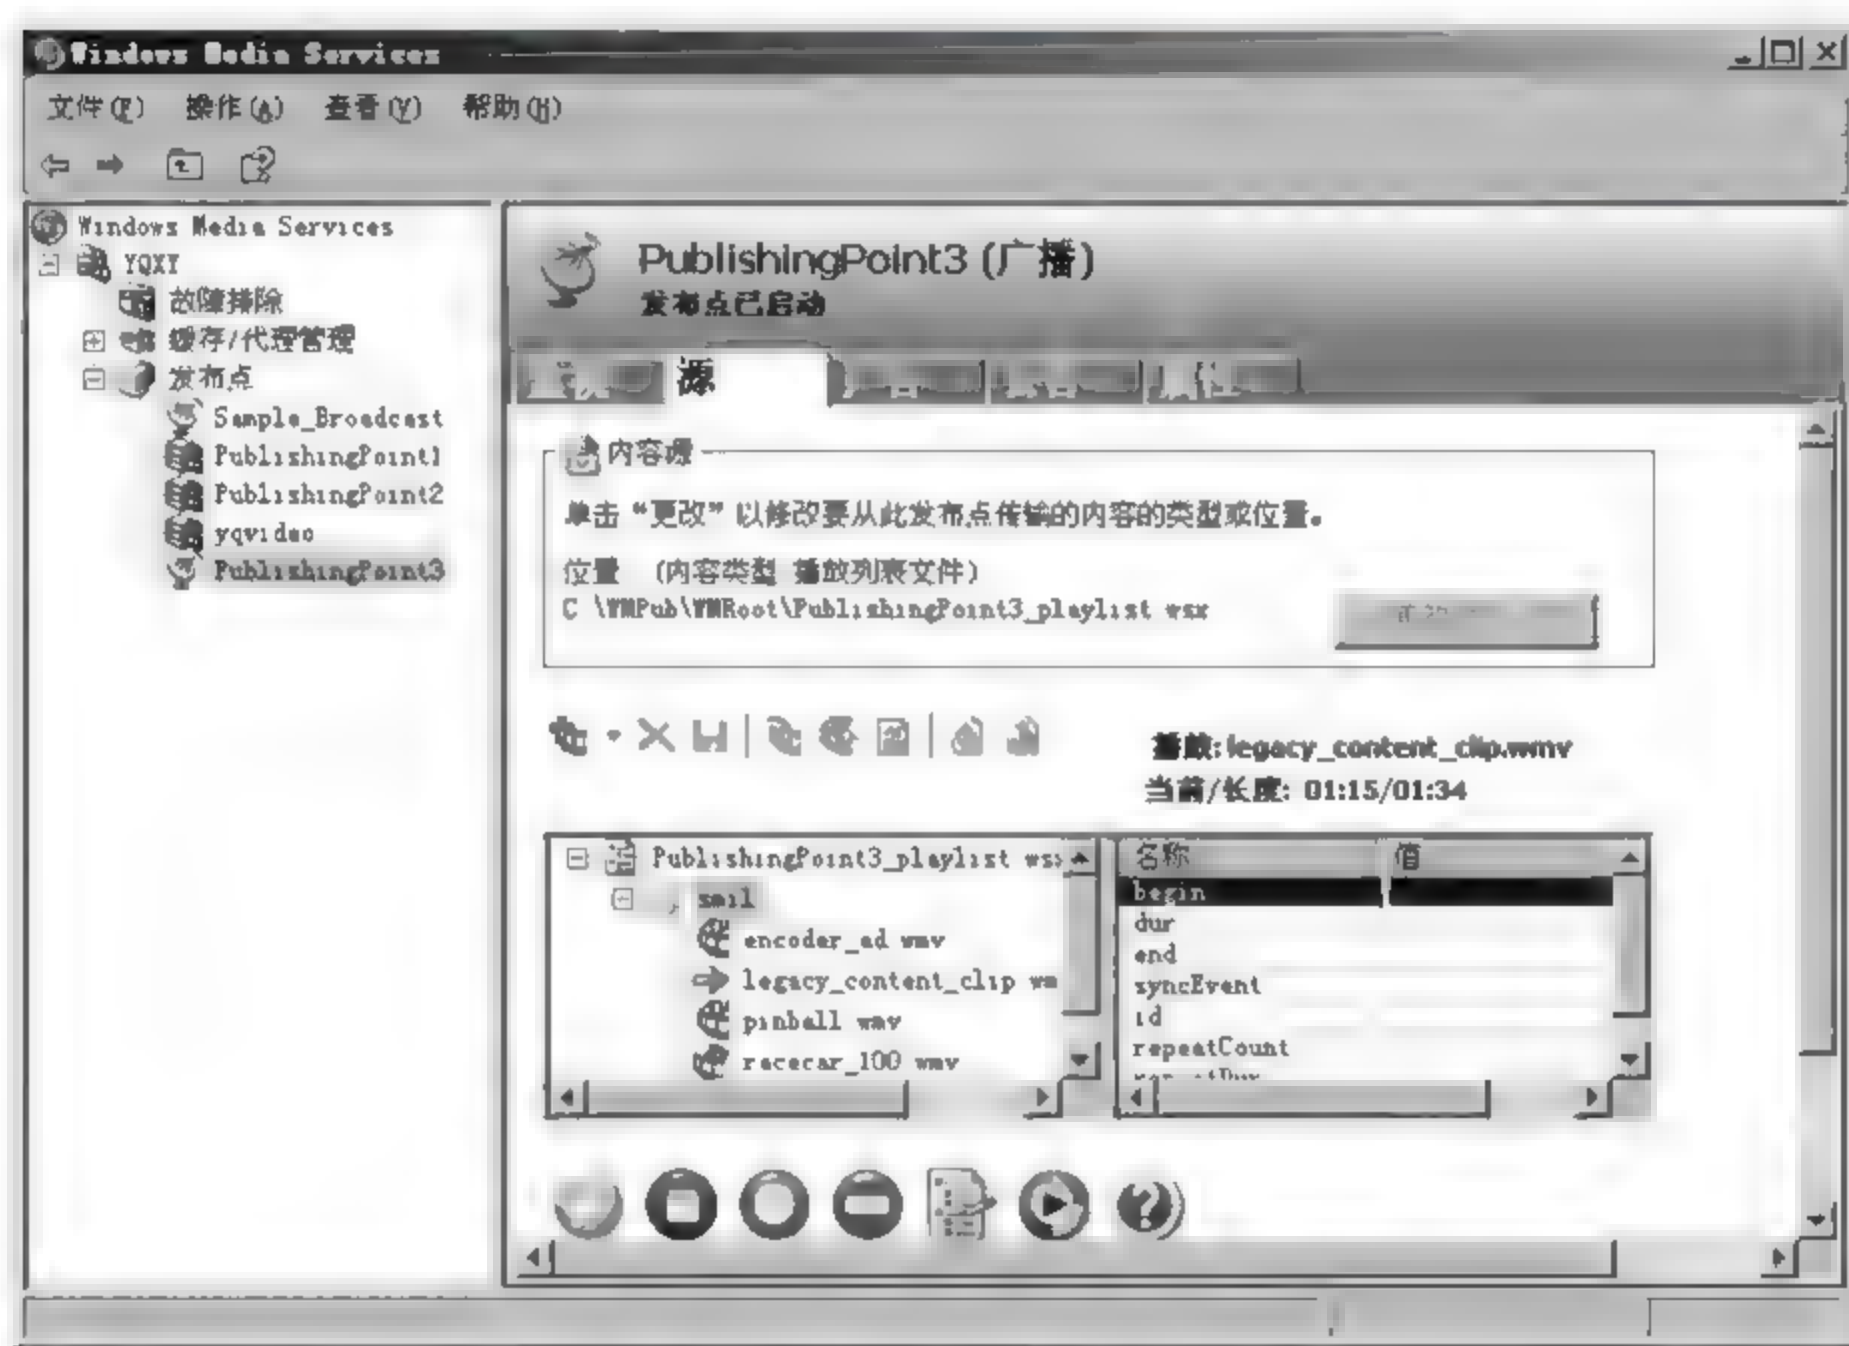 Windows Media Services
文件(F) 操作(A) 查看(V) 帮助(H)
Windows Media Services
YQXY
故障排除
缓存/代理管理
发布点
Sample_Broadcast
PublishingPoint1
PublishingPoint2
yqvideo
PublishingPoint3
PublishingPoint3 (广播)
发布点已启动
源
内容源
单击“更改”以修改要从此发布点传输的内容的类型或位置。
位置 (内容类型 播放列表文件)
C \WMPub\WMRoot\PublishingPoint3_playlist wsx
播放: legacy_content_clip.wmv
当前/长度: 01:15/01:34
PublishingPoint3_playlist wsx
smil
encoder_ad wmv
legacy_content_clip wm
pinball wmv
racecar_100 wmv
名称 值
begin
dur
end
syncEvent
id
repeatCount